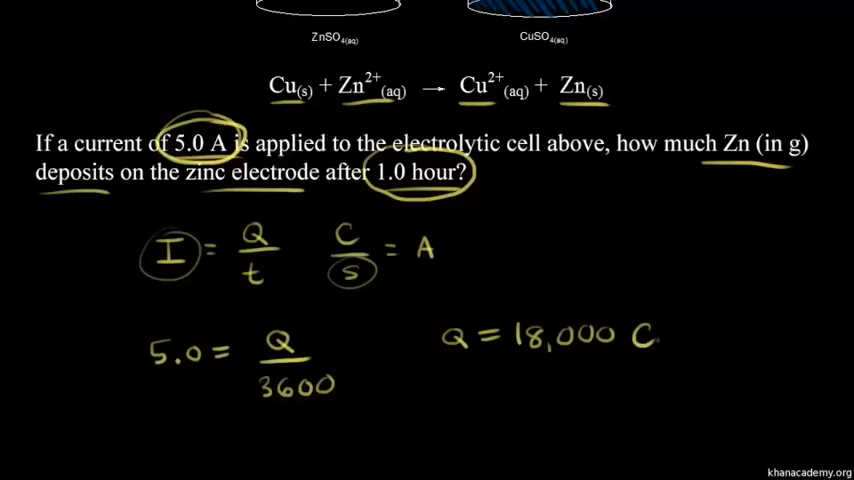 ZnSO4(aq) CuSO4(aq)
Cu(s) + Zn2+(aq) → Cu2+(aq) + Zn(s)
If a current of 5.0 A is applied to the electrolytic cell above, how much Zn (in g)
deposits on the zinc electrode after 1.0 hour?
I = Q/t C/s = A
5.0 = Q/3600 Q = 18,000 C
khanacademy.org